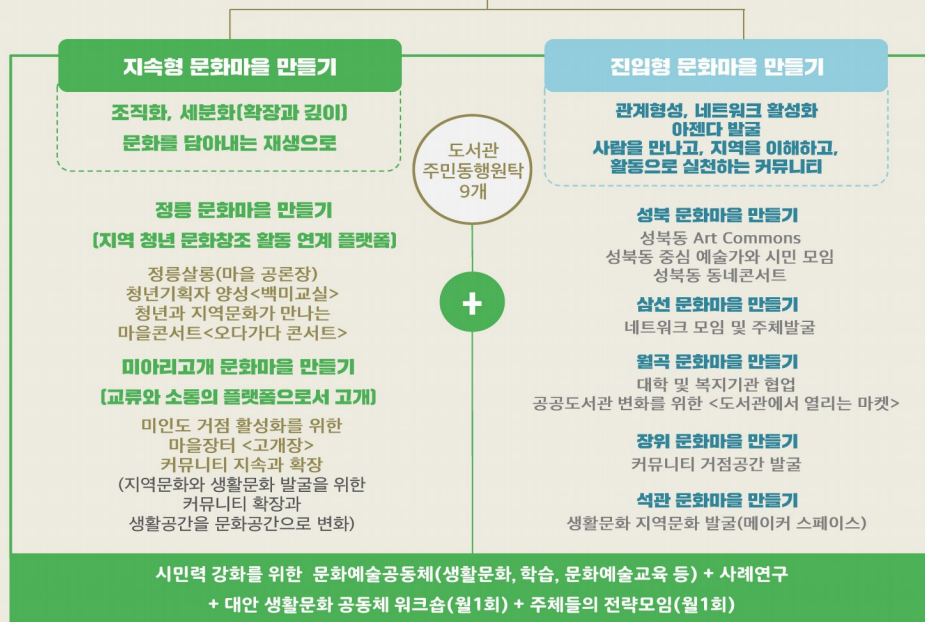 지속형 문화마을 만들기
조직화, 세분화(확장과 깊이)
문화를 담아내는 재생으로
정릉 문화마을 만들기
(지역 청년 문화창조 활동 연계 플랫폼)
정릉살롱(마을 공론장)
청년기획자 양성<백미교실>
청년과 지역문화가 만나는
마을콘서트<오다가다 콘서트>
미아리고개 문화마을 만들기
(교류와 소통의 플랫폼으로서 고개)
미인도 거점 활성화를 위한
마을장터 <고개장>
커뮤니티 지속과 확장
(지역문화와 생활문화 발굴을 위한
커뮤니티 확장과
생활공간을 문화공간으로 변화)
도서관
주민동행원탁
9개
+
진입형 문화마을 만들기
관계형성, 네트워크 활성화
아젠다 발굴
사람을 만나고, 지역을 이해하고,
활동으로 실천하는 커뮤니티
성북 문화마을 만들기
성북동 Art Commons
성북동 중심 예술가와 시민 모임
성북동 동네콘서트
삼선 문화마을 만들기
네트워크 모임 및 주체발굴
월곡 문화마을 만들기
대학 및 복지기관 협업
공공도서관 변화를 위한 <도서관에서 열리는 마켓>
장위 문화마을 만들기
커뮤니티 거점공간 발굴
석관 문화마을 만들기
생활문화 지역문화 발굴(메이커 스페이스)
시민력 강화를 위한 문화예술공동체(생활문화, 학습, 문화예술교육 등) + 사례연구
+ 대안 생활문화 공동체 워크숍(월1회) + 주체들의 전략모임(월1회)